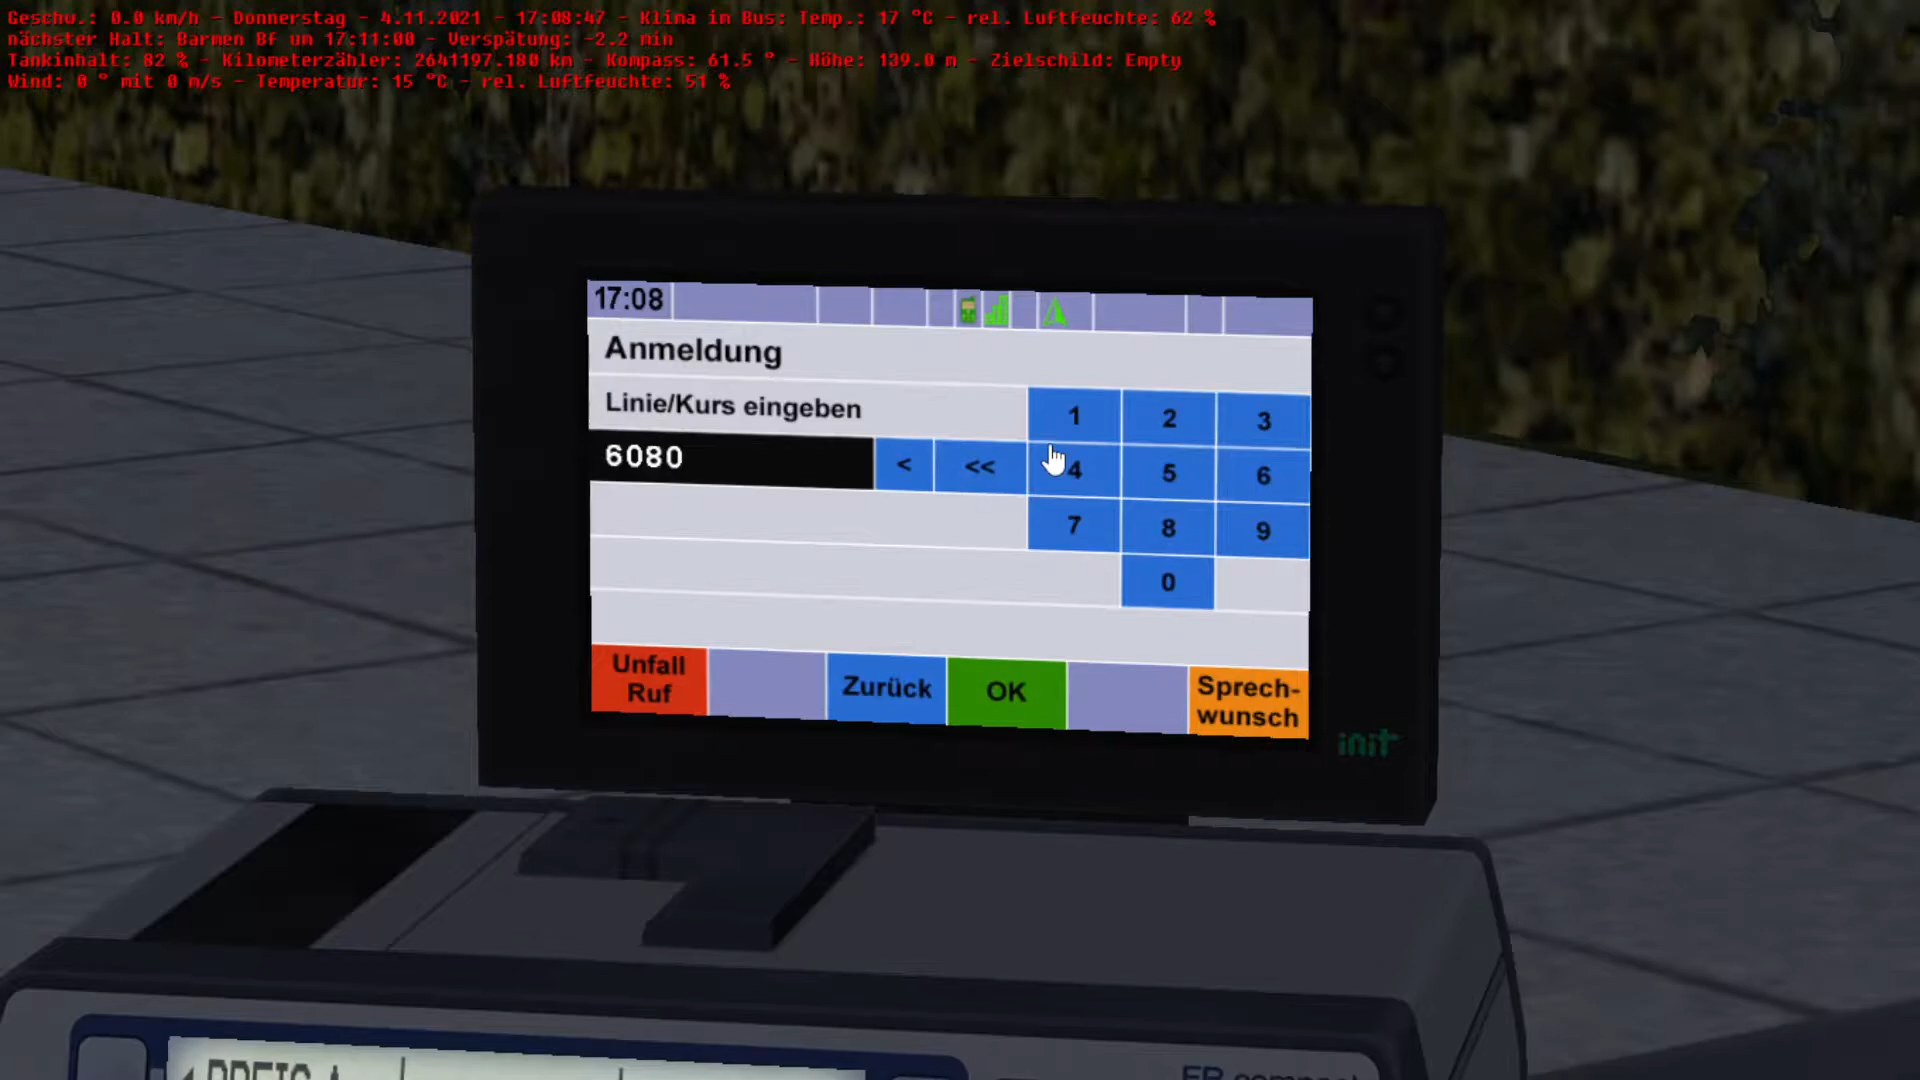 Geschw.: 0.0 km/h - Donnerstag - 4.11.2021 - 17:08:47 - Klima im Bus: Temp.: 17 °C - rel. Luftfeuchte: 62 %
nächster Halt: Barmen Bf um 17:11:00 - Verspätung: -2.2 min
Tankinhalt: 82 % - Kilometerzähler: 2641197.180 km - Kompass: 61.5 ° - Höhe: 139.0 m - Zielschild: Empty
Wind: 0 ° mit 0 m/s - Temperatur: 15 °C - rel. Luftfeuchte: 51 %
17:08
Anmeldung
Linie/Kurs eingeben
1 2 3
6080 < << 4 5 6
7 8 9
0
Unfall Ruf
Zurück
OK
Sprech-
wunsch
init
PREIS